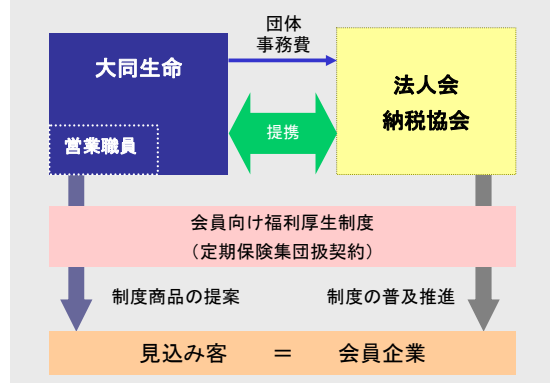 団体
事務費
大同生命
法人会
納税協会
営業職員
提携
会員向け福利厚生制度
（定期保険集団扱契約）
制度商品の提案
制度の普及推進
見込み客 ＝ 会員企業